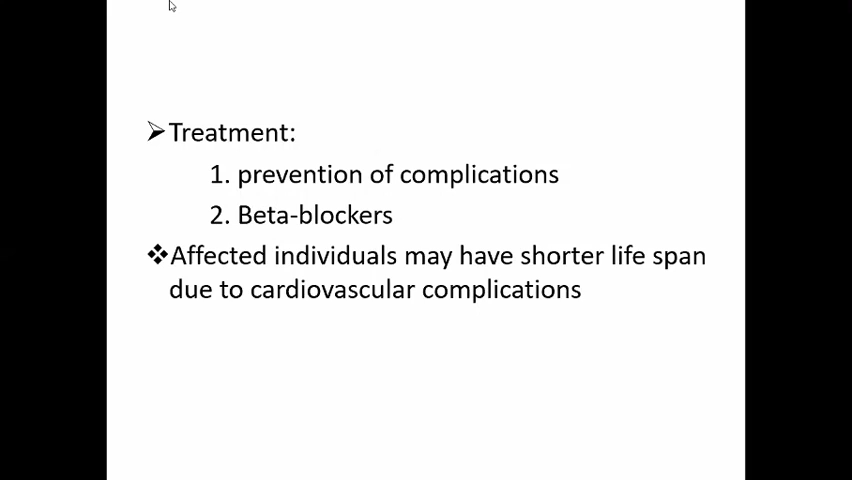 ➢Treatment:
1. prevention of complications
2. Beta-blockers
❖Affected individuals may have shorter life span
due to cardiovascular complications